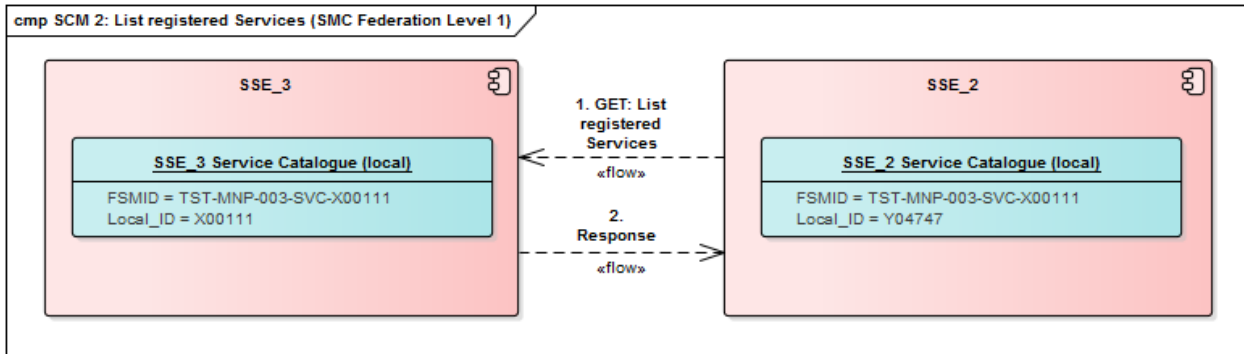 cmp SCM 2: List registered Services (SMC Federation Level 1)
SSE_3
SSE_3 Service Catalogue (local)
FSMID = TST-MNP-003-SVC-X00111
Local_ID = X00111
1. GET: List
registered
Services
«flow»
2.
Response
«flow»
SSE_2
SSE_2 Service Catalogue (local)
FSMID = TST-MNP-003-SVC-X00111
Local_ID = Y04747